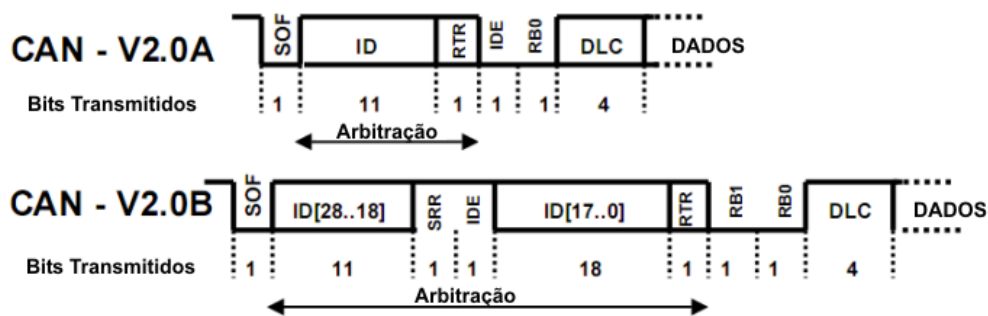 CAN - V2.0A SOF ID RTR IDE RB0 DLC DADOS
Bits Transmitidos 1 11 1 1 1 4
Arbitração
CAN - V2.0B SOF ID[28..18] SRR IDE ID[17..0] RTR RB1 RB0 DLC DADOS
Bits Transmitidos 1 11 1 1 18 1 1 1 4
Arbitração